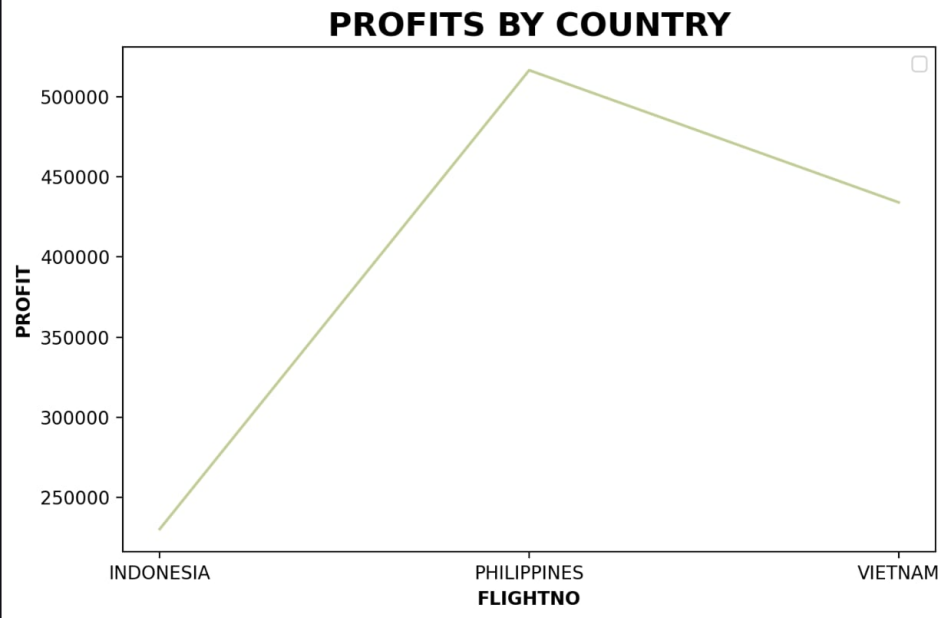 PROFITS BY COUNTRY
500000
450000
400000
350000
300000
250000
PROFIT
INDONESIA PHILIPPINES VIETNAM
FLIGHTNO